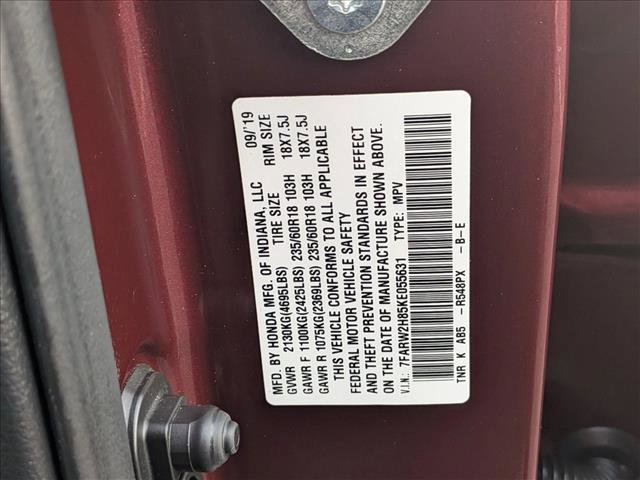 MFD. BY HONDA MFG. OF INDIANA, LLC 09/'19
GVWR 2130KG(4695LBS) TIRE SIZE RIM SIZE
GAWR F 1100KG(2425LBS) 235/60R18 103H 18X7.5J
GAWR R 1075KG(2369LBS) 235/60R18 103H 18X7.5J
THIS VEHICLE CONFORMS TO ALL APPLICABLE
FEDERAL MOTOR VEHICLE SAFETY
AND THEFT PREVENTION STANDARDS IN EFFECT
ON THE DATE OF MANUFACTURE SHOWN ABOVE.
V.I.N.: 7FARW2H85KE055631 TYPE: MPV
TNR K AB5 -R548PX -B-E